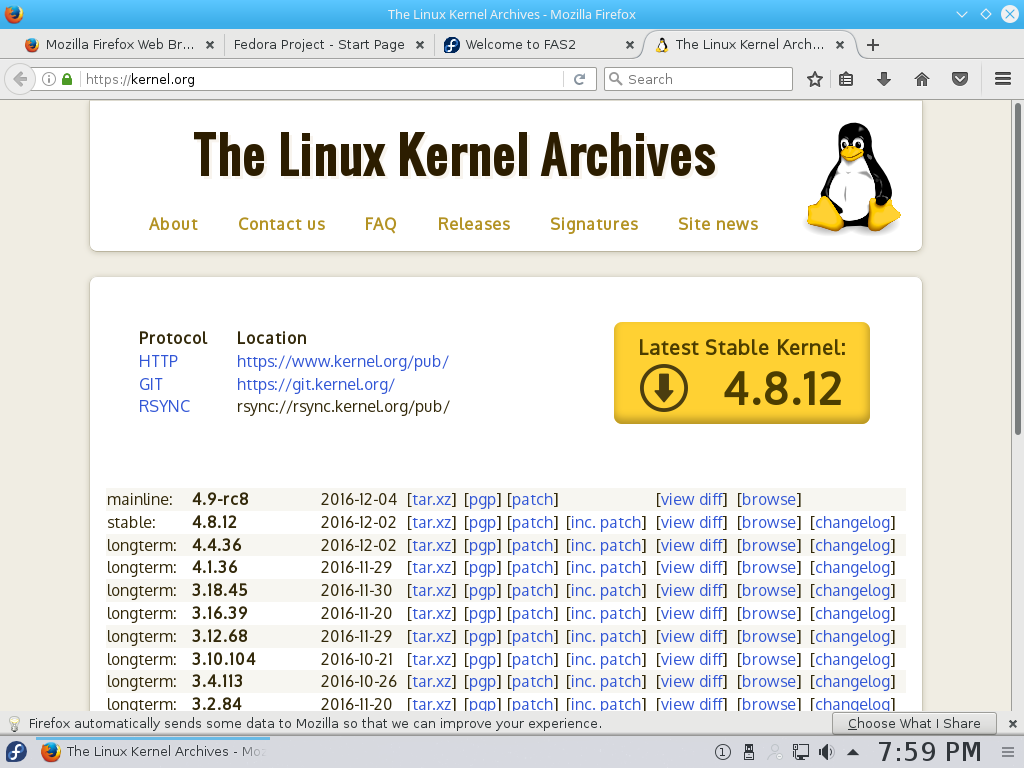 The Linux Kernel Archives - Mozilla Firefox
Mozilla Firefox Web Br... Fedora Project - Start Page Welcome to FAS2 The Linux Kernel Arch...
https://kernel.org Search
The Linux Kernel Archives
About Contact us FAQ Releases Signatures Site news
Protocol Location
HTTP https://www.kernel.org/pub/
GIT https://git.kernel.org/
RSYNC rsync://rsync.kernel.org/pub/
Latest Stable Kernel:
4.8.12
mainline: 4.9-rc8 2016-12-04 [tar.xz] [pgp] [patch] [view diff] [browse]
stable: 4.8.12 2016-12-02 [tar.xz] [pgp] [patch] [inc. patch] [view diff] [browse] [changelog]
longterm: 4.4.36 2016-12-02 [tar.xz] [pgp] [patch] [inc. patch] [view diff] [browse] [changelog]
longterm: 4.1.36 2016-11-29 [tar.xz] [pgp] [patch] [inc. patch] [view diff] [browse] [changelog]
longterm: 3.18.45 2016-11-30 [tar.xz] [pgp] [patch] [inc. patch] [view diff] [browse] [changelog]
longterm: 3.16.39 2016-11-20 [tar.xz] [pgp] [patch] [inc. patch] [view diff] [browse] [changelog]
longterm: 3.12.68 2016-11-29 [tar.xz] [pgp] [patch] [inc. patch] [view diff] [browse] [changelog]
longterm: 3.10.104 2016-10-21 [tar.xz] [pgp] [patch] [inc. patch] [view diff] [browse] [changelog]
longterm: 3.4.113 2016-10-26 [tar.xz] [pgp] [patch] [inc. patch] [view diff] [browse] [changelog]
longterm: 3.2.84 2016-11-20 [tar.xz] [pgp] [patch] [inc. patch] [view diff] [browse] [changelog]
Firefox automatically sends some data to Mozilla so that we can improve your experience. Choose What I Share
The Linux Kernel Archives - Moz 1 7:59 PM